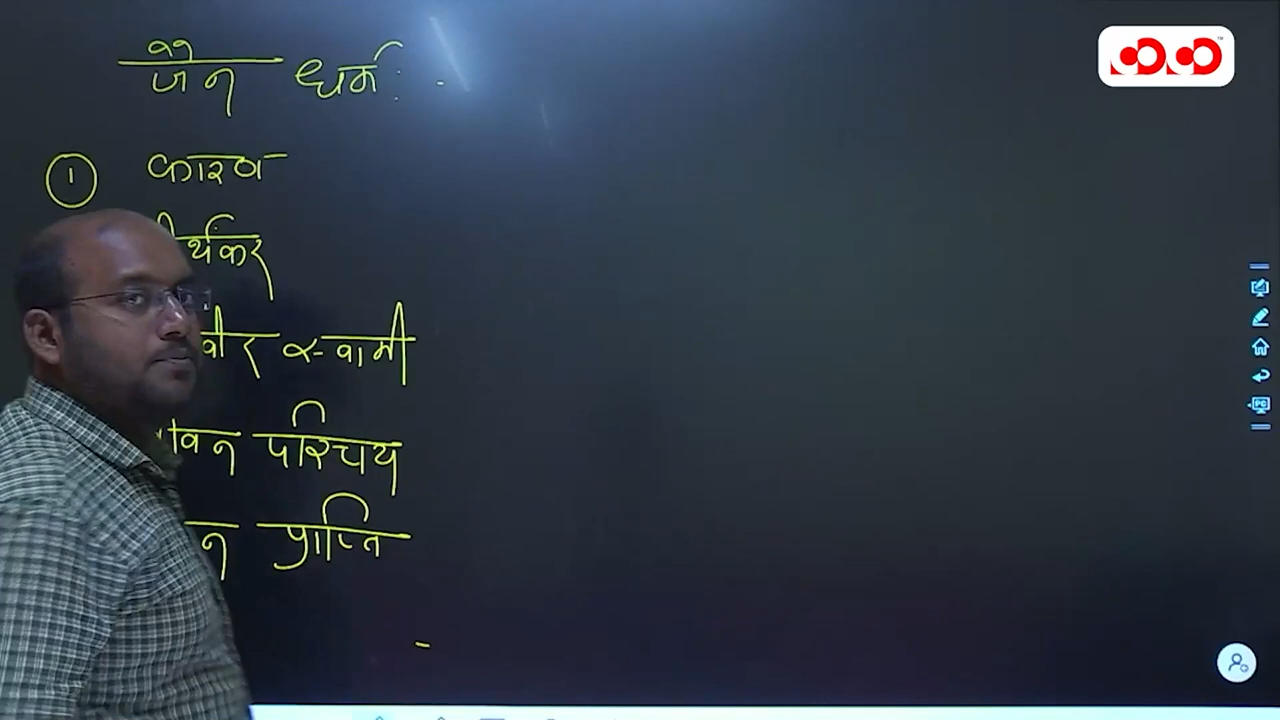 जैन धर्म : -
① कारण
र्थंकर
वीर स्वामी
वन परिचय
न प्राप्ति
-